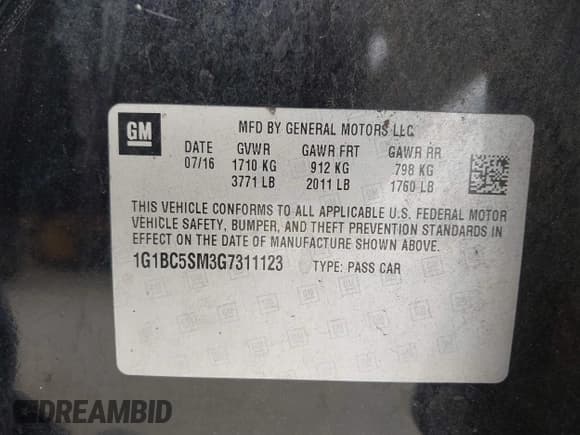 GM
MFD BY GENERAL MOTORS LLC
DATE GVWR GAWR FRT GAWR RR
07/16 1710 KG 912 KG 798 KG
3771 LB 2011 LB 1760 LB
THIS VEHICLE CONFORMS TO ALL APPLICABLE U.S. FEDERAL MOTOR
VEHICLE SAFETY, BUMPER, AND THEFT PREVENTION STANDARDS IN
EFFECT ON THE DATE OF MANUFACTURE SHOWN ABOVE.
1G1BC5SM3G7311123 TYPE: PASS CAR
DREAMBID